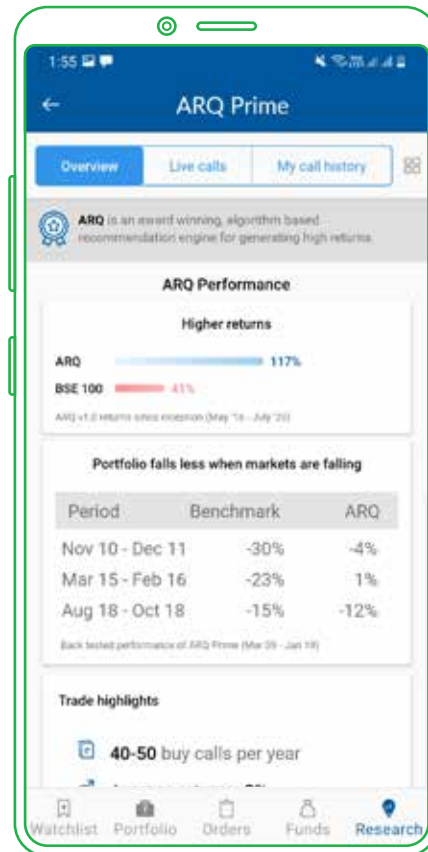 1:55
ARQ Prime
Overview
Live calls
My call history
ARQ is an award winning, algorithm based
recommendation engine for generating high returns.
ARQ Performance
Higher returns
ARQ
117%
BSE 100
41%
ARQ v1.0 returns since inception (May '16 - July '20)
Portfolio falls less when markets are falling
Period Benchmark ARQ
Nov 10 - Dec 11 -30% -4%
Mar 15 - Feb 16 -23% 1%
Aug 18 - Oct 18 -15% -12%
Back tested performance of ARQ Prime (Mar 09 - Jan 19)
Trade highlights
40-50 buy calls per year
Watchlist
Portfolio
Orders
Funds
Research